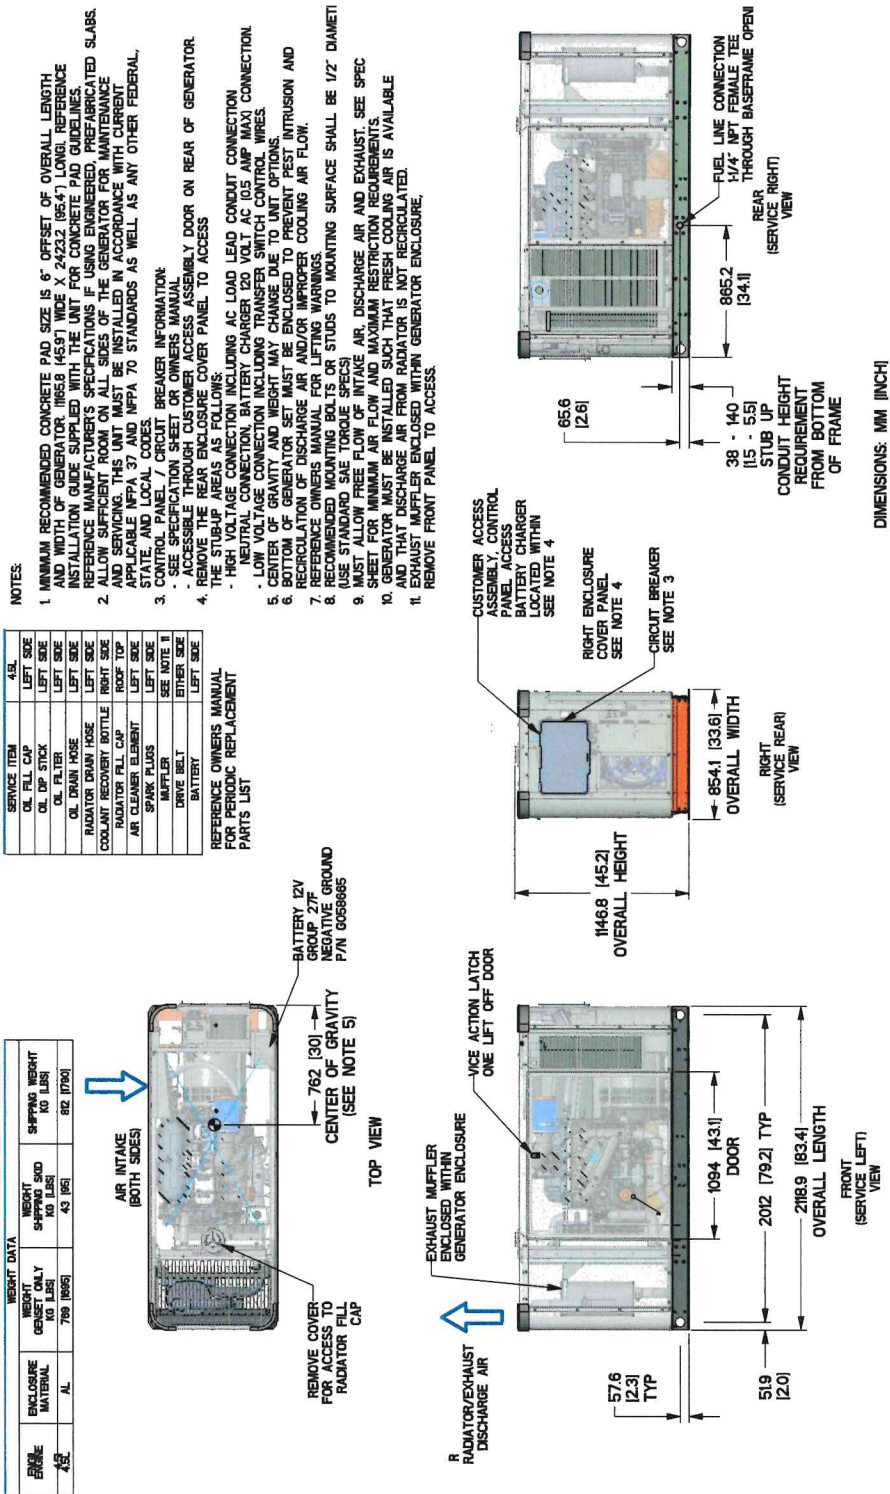 WEIGHT DATA
ENGINE
ENCLOSURE MATERIAL
WEIGHT GENSET ONLY KG [LBS]
WEIGHT SHIPPING SKID KG [LBS]
SHIPPING WEIGHT KG [LBS]
4.5L
AL
769 [1695]
43 [95]
812 [1790]
SERVICE ITEM 4.5L
OIL FILL CAP LEFT SIDE
OIL DIP STICK LEFT SIDE
OIL FILTER LEFT SIDE
OIL DRAIN HOSE LEFT SIDE
RADIATOR DRAIN HOSE LEFT SIDE
COOLANT RECOVERY BOTTLE RIGHT SIDE
RADIATOR FILL CAP ROOF TOP
AIR CLEANER ELEMENT LEFT SIDE
SPARK PLUGS LEFT SIDE
MUFFLER SEE NOTE 11
DRIVE BELT EITHER SIDE
BATTERY LEFT SIDE
REFERENCE OWNERS MANUAL
FOR PERIODIC REPLACEMENT
PARTS LIST
NOTES:
1. MINIMUM RECOMMENDED CONCRETE PAD SIZE IS 6" OFFSET OF OVERALL LENGTH
AND WIDTH OF GENERATOR. [1165.8 (45.9") WIDE X 2423.2 (95.4") LONG]. REFERENCE
INSTALLATION GUIDE SUPPLIED WITH THE UNIT FOR CONCRETE PAD GUIDELINES.
REFERENCE MANUFACTURER'S SPECIFICATIONS IF USING ENGINEERED, PREFABRICATED SLABS.
2. ALLOW SUFFICIENT ROOM ON ALL SIDES OF THE GENERATOR FOR MAINTENANCE
AND SERVICING. THIS UNIT MUST BE INSTALLED IN ACCORDANCE WITH CURRENT
APPLICABLE NFPA 37 AND NFPA 70 STANDARDS AS WELL AS ANY OTHER FEDERAL,
STATE, AND LOCAL CODES.
3. CONTROL PANEL / CIRCUIT BREAKER INFORMATION:
- SEE SPECIFICATION SHEET OR OWNERS MANUAL
- ACCESSIBLE THROUGH CUSTOMER ACCESS ASSEMBLY DOOR ON REAR OF GENERATOR.
4. REMOVE THE REAR ENCLOSURE COVER PANEL TO ACCESS
THE STUB-UP AREAS AS FOLLOWS:
- HIGH VOLTAGE CONNECTION INCLUDING AC LOAD LEAD CONDUIT CONNECTION
NEUTRAL CONNECTION, BATTERY CHARGER 120 VOLT AC (0.5 AMP MAX) CONNECTION.
- LOW VOLTAGE CONNECTION INCLUDING TRANSFER SWITCH CONTROL WIRES.
5. CENTER OF GRAVITY AND WEIGHT MAY CHANGE DUE TO UNIT OPTIONS.
6. BOTTOM OF GENERATOR SET MUST BE ENCLOSED TO PREVENT PEST INTRUSION AND
RECIRCULATION OF DISCHARGE AIR AND/OR IMPROPER COOLING AIR FLOW.
7. REFERENCE OWNERS MANUAL FOR LIFTING WARNINGS.
8. RECOMMENDED MOUNTING BOLTS OR STUDS TO MOUNTING SURFACE SHALL BE 1/2" DIAMET
(USE STANDARD SAE TORQUE SPECS)
9. MUST ALLOW FREE FLOW OF INTAKE AIR, DISCHARGE AIR AND EXHAUST. SEE SPEC
SHEET FOR MINIMUM AIR FLOW AND MAXIMUM RESTRICTION REQUIREMENTS.
10. GENERATOR MUST BE INSTALLED SUCH THAT FRESH COOLING AIR IS AVAILABLE
AND THAT DISCHARGE AIR FROM RADIATOR IS NOT RECIRCULATED.
11. EXHAUST MUFFLER ENCLOSED WITHIN GENERATOR ENCLOSURE,
REMOVE FRONT PANEL TO ACCESS.
AIR INTAKE
(BOTH SIDES)
BATTERY 12V
GROUP 27F
NEGATIVE GROUND
P/N G058665
REMOVE COVER
FOR ACCESS TO
RADIATOR FILL
CAP
762 [30]
CENTER OF GRAVITY
(SEE NOTE 5)
TOP VIEW
R
RADIATOR/EXHAUST
DISCHARGE AIR
EXHAUST MUFFLER
ENCLOSED WITHIN
GENERATOR ENCLOSURE
VICE ACTION LATCH
ONE LIFT OFF DOOR
57.6
[2.3]
TYP
51.9
[2.0]
1094 [43.1]
DOOR
2012 [79.2] TYP
2118.9 [83.4]
OVERALL LENGTH
FRONT
(SERVICE LEFT)
VIEW
1146.8 [45.2]
OVERALL HEIGHT
CUSTOMER ACCESS
ASSEMBLY. CONTROL
PANEL ACCESS
BATTERY CHARGER
LOCATED WITHIN
SEE NOTE 4
RIGHT ENCLOSURE
COVER PANEL
SEE NOTE 4
CIRCUIT BREAKER
SEE NOTE 3
854.1 [33.6]
OVERALL WIDTH
RIGHT
(SERVICE REAR)
VIEW
65.6
[2.6]
38 - 140
[1.5 - 5.5]
STUB UP
CONDUIT HEIGHT
REQUIREMENT
FROM BOTTOM
OF FRAME
865.2
[34.1]
FUEL LINE CONNECTION
1-1/4" NPT FEMALE TEE
THROUGH BASEFRAME OPENI
REAR
(SERVICE RIGHT)
VIEW
DIMENSIONS: MM [INCH]